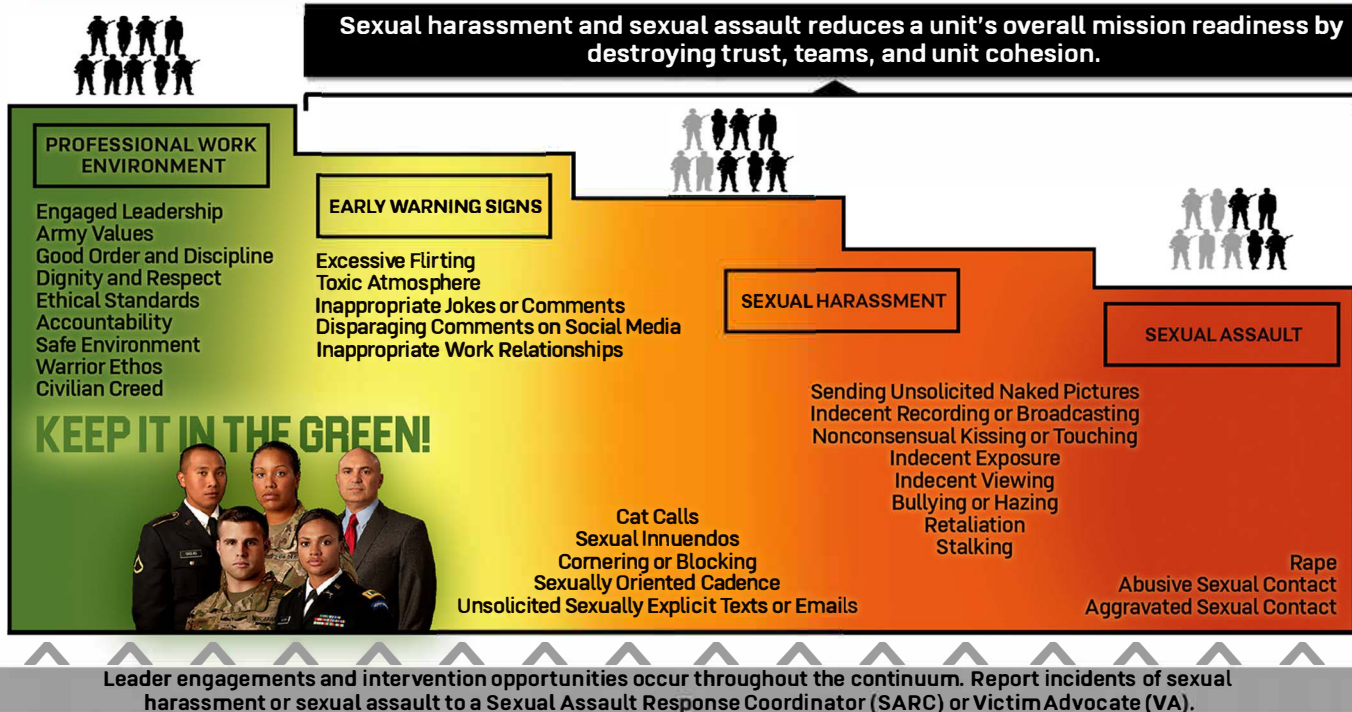 Sexual harassment and sexual assault reduces a unit's overall mission readiness by
destroying trust, teams, and unit cohesion.
PROFESSIONAL WORK
ENVIRONMENT
Engaged Leadership
Army Values
Good Order and Discipline
Dignity and Respect
Ethical Standards
Accountability
Safe Environment
Warrior Ethos
Civilian Creed
KEEP IT IN THE GREEN!
EARLY WARNING SIGNS
Excessive Flirting
Toxic Atmosphere
Inappropriate Jokes or Comments
Disparaging Comments on Social Media
Inappropriate Work Relationships
Cat Calls
Sexual Innuendos
Cornering or Blocking
Sexually Oriented Cadence
Unsolicited Sexually Explicit Texts or Emails
SEXUAL HARASSMENT
Sending Unsolicited Naked Pictures
Indecent Recording or Broadcasting
Nonconsensual Kissing or Touching
Indecent Exposure
Indecent Viewing
Bullying or Hazing
Retaliation
Stalking
SEXUAL ASSAULT
Rape
Abusive Sexual Contact
Aggravated Sexual Contact
Leader engagements and intervention opportunities occur throughout the continuum. Report incidents of sexual
harassment or sexual assault to a Sexual Assault Response Coordinator (SARC) or Victim Advocate (VA).